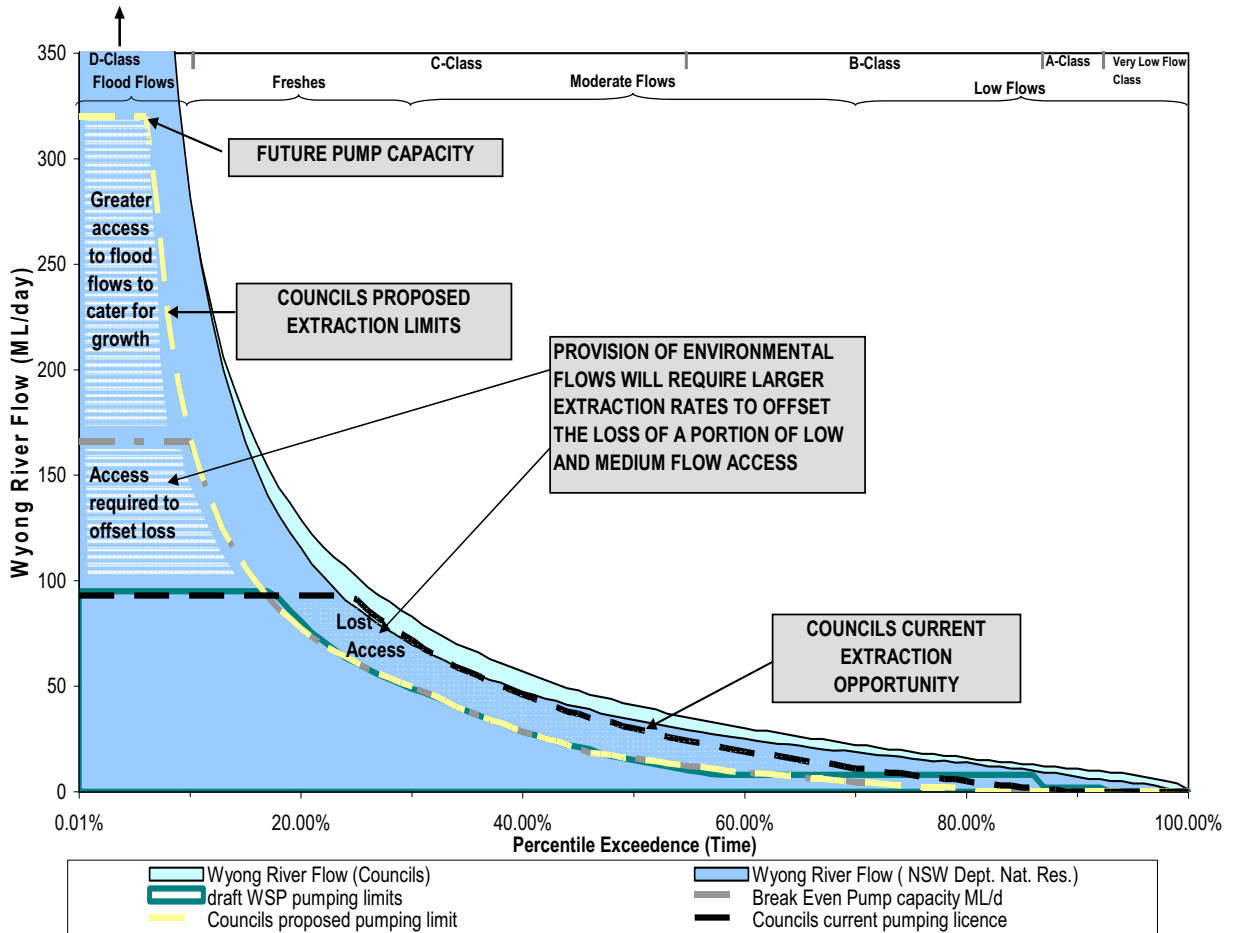 350
300
250
200
150
100
50
0
Wyong River Flow (ML/day)
D-Class
C-Class
B-Class
A-Class
Very Low Flow
Class
Flood Flows
Freshes
Moderate Flows
Low Flows
FUTURE PUMP CAPACITY
Greater
access
to flood
flows to
cater for
growth
COUNCILS PROPOSED
EXTRACTION LIMITS
PROVISION OF ENVIRONMENTAL
FLOWS WILL REQUIRE LARGER
EXTRACTION RATES TO OFFSET
THE LOSS OF A PORTION OF LOW
AND MEDIUM FLOW ACCESS
Access
required to
offset loss
Lost
Access
COUNCILS CURRENT
EXTRACTION
OPPORTUNITY
0.01%
20.00%
40.00%
60.00%
80.00%
100.00%
Percentile Exceedence (Time)
Wyong River Flow (Councils)
Wyong River Flow ( NSW Dept. Nat. Res.)
draft WSP pumping limits
Break Even Pump capacity ML/d
Councils proposed pumping limit
Councils current pumping licence